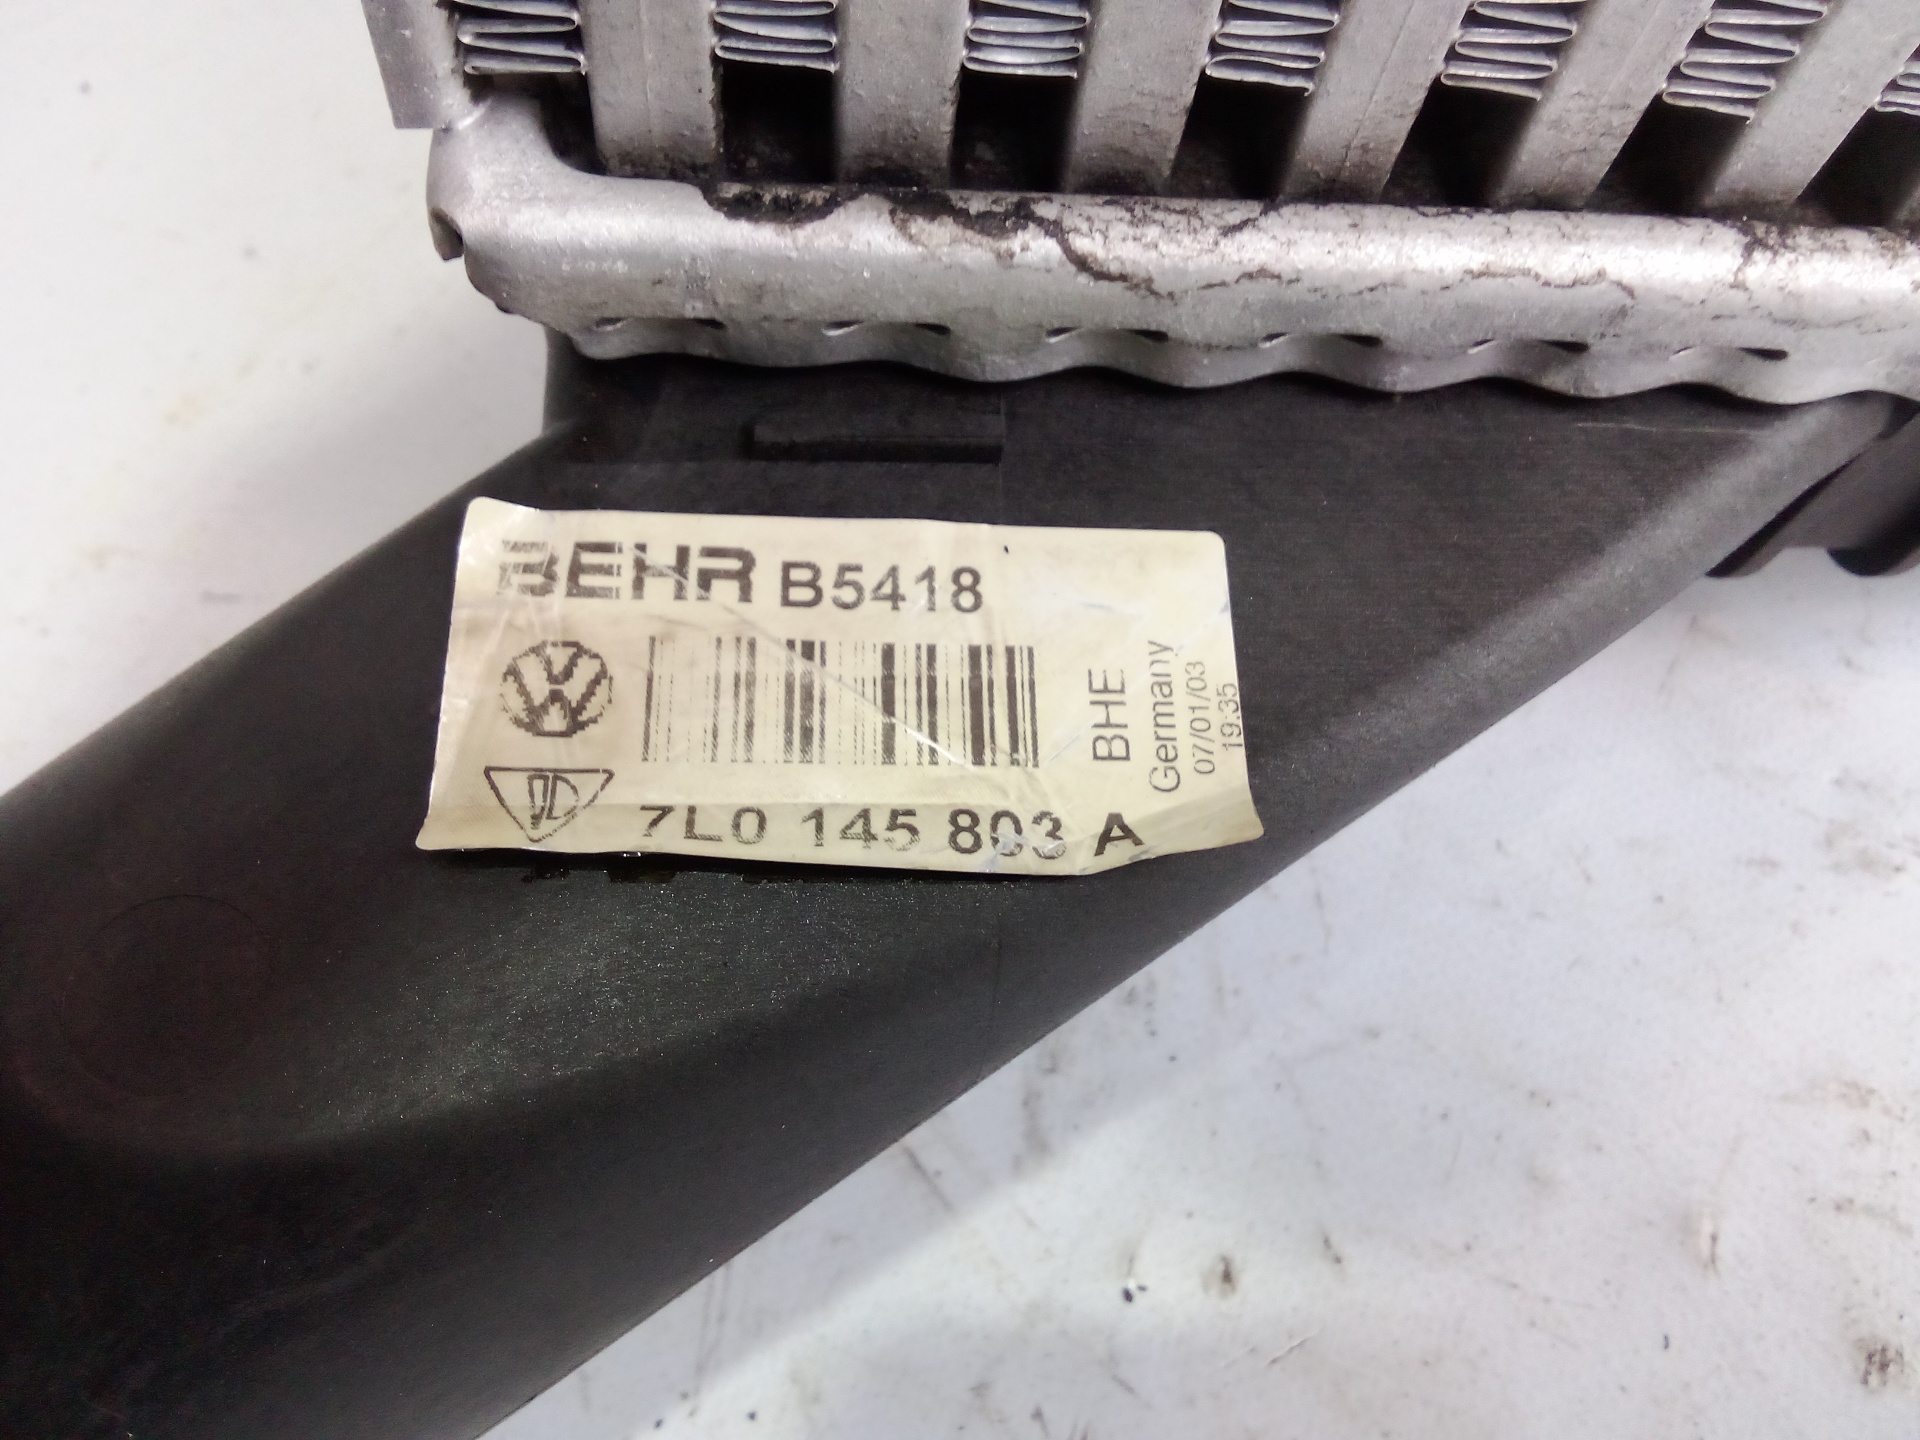 BEHR B5418
BHE
Germany
07/01/03
19:35
7L0 145 803 A